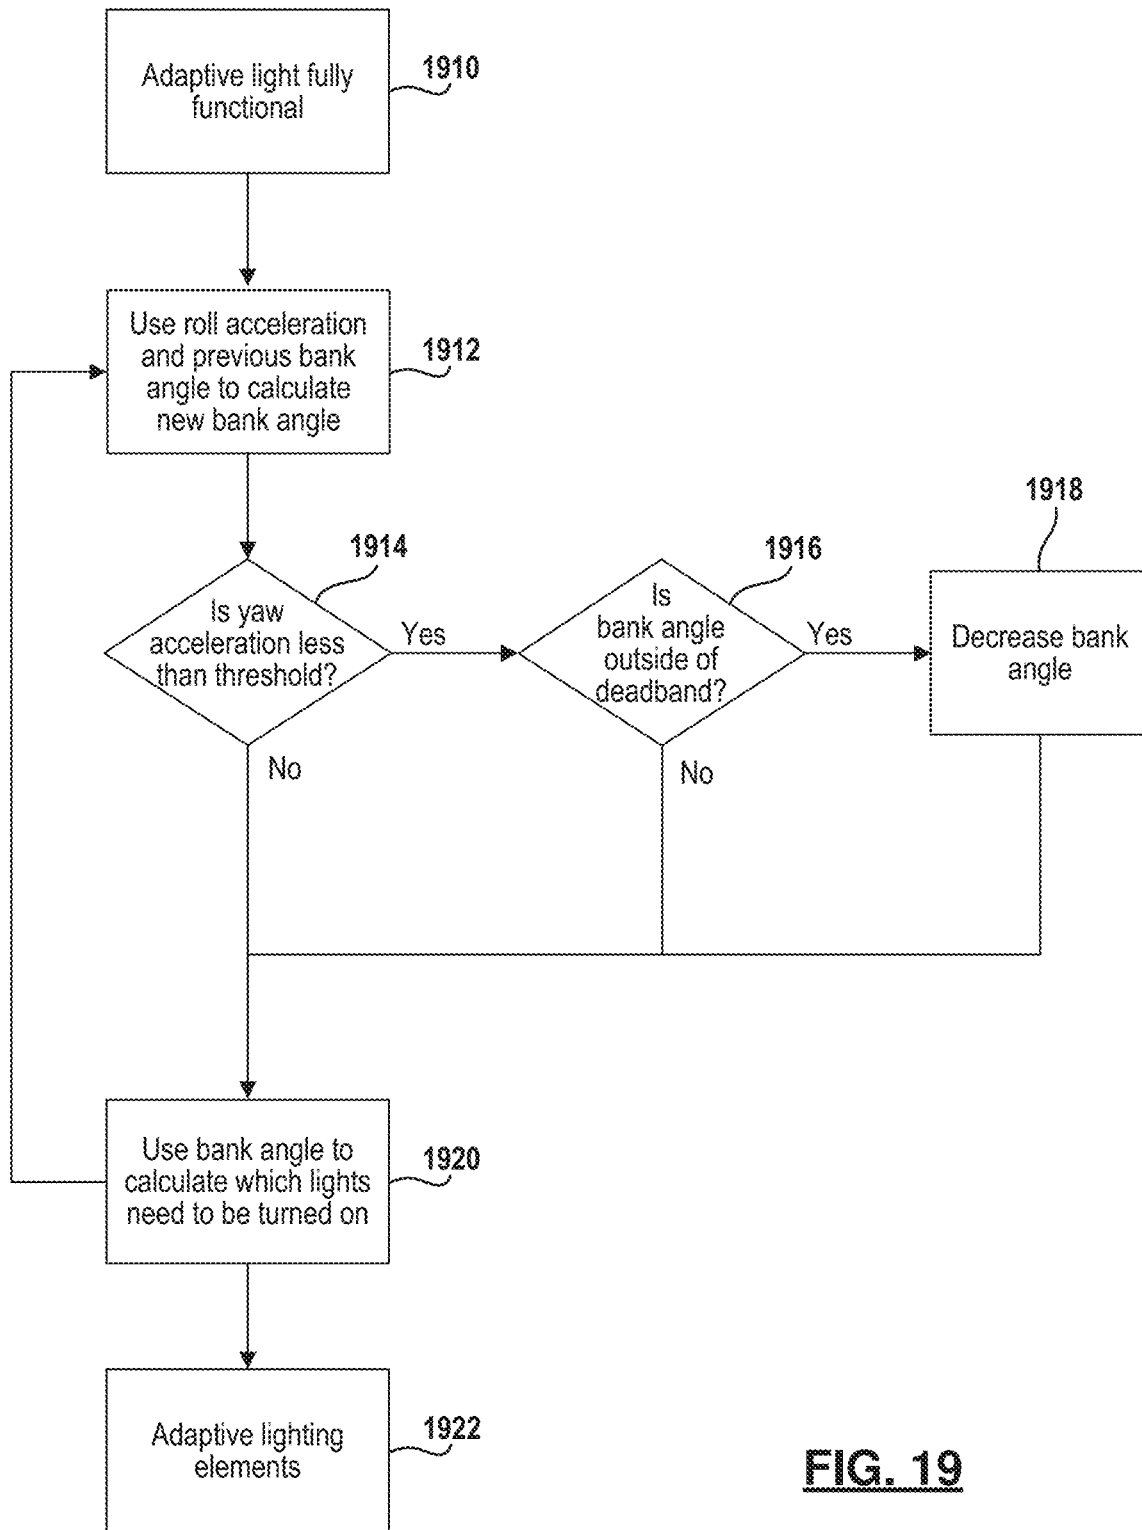 Adaptive light fully
functional
1910
Use roll acceleration
and previous bank
angle to calculate
new bank angle
1912
1914
Is yaw
acceleration less
than threshold?
Yes
No
1916
Is
bank angle
outside of
deadband?
Yes
No
1918
Decrease bank
angle
Use bank angle to
calculate which lights
need to be turned on
1920
Adaptive lighting
elements
1922
FIG. 19